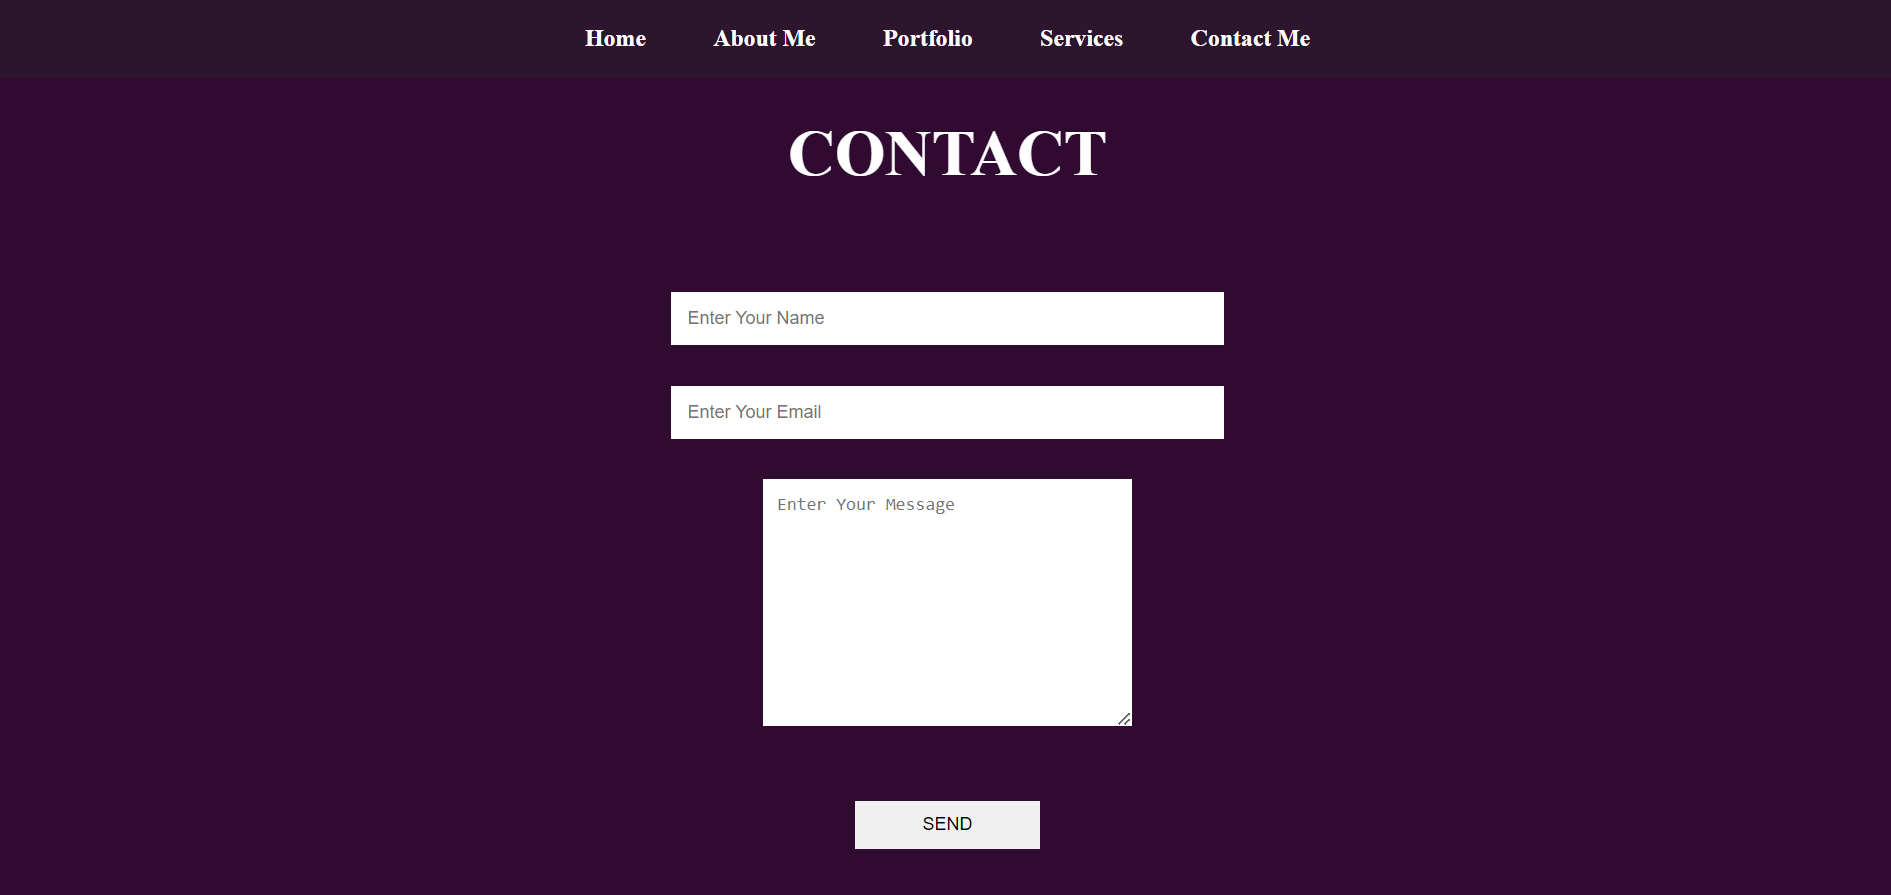 Home About Me Portfolio Services Contact Me
CONTACT
Enter Your Name
Enter Your Email
Enter Your Message
SEND